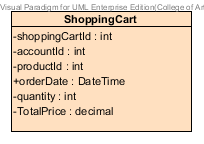 Visual Paradigm for UML Enterprise Edition(College of Ar
ShoppingCart
-shoppingCartId : int
-accountId : int
-productId : int
+orderDate : DateTime
-quantity : int
-TotalPrice : decimal